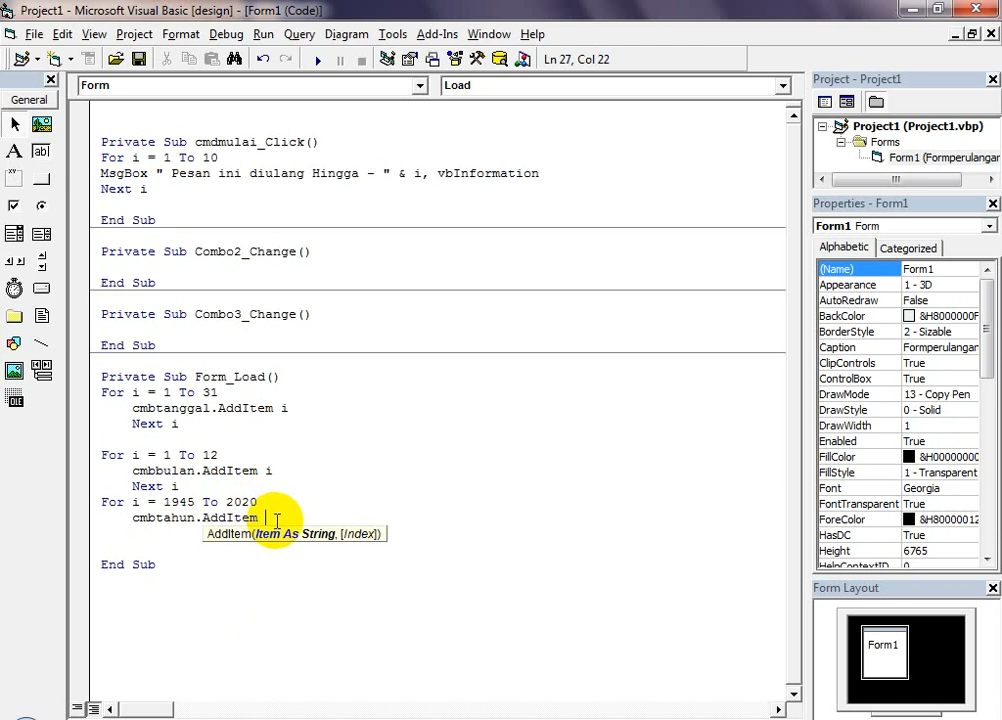 Project1 - Microsoft Visual Basic [design] - [Form1 (Code)]
File Edit View Project Format Debug Run Query Diagram Tools Add-Ins Window Help
Ln 27, Col 22
General
Form
Load
Private Sub cmdmulai_Click()
For i = 1 To 10
MsgBox " Pesan ini diulang Hingga - " & i, vbInformation
Next i
End Sub
Private Sub Combo2_Change()
End Sub
Private Sub Combo3_Change()
End Sub
Private Sub Form_Load()
For i = 1 To 31
cmbtanggal.AddItem i
Next i
For i = 1 To 12
cmbbulan.AddItem i
Next i
For i = 1945 To 2020
cmbtahun.AddItem
AddItem(Item As String, [Index])
End Sub
Project - Project1
Project1 (Project1.vbp)
Forms
Form1 (Formperulangar
Properties - Form1
Form1 Form
Alphabetic Categorized
(Name) Form1
Appearance 1 - 3D
AutoRedraw False
BackColor &H8000000F
BorderStyle 2 - Sizable
Caption Formperulangan
ClipControls True
ControlBox True
DrawMode 13 - Copy Pen
DrawStyle 0 - Solid
DrawWidth 1
Enabled True
FillColor &H00000000
FillStyle 1 - Transparent
Font Georgia
FontTransparent True
ForeColor &H80000012
HasDC True
Height 6765
HelpContextID 0
Form Layout
Form1